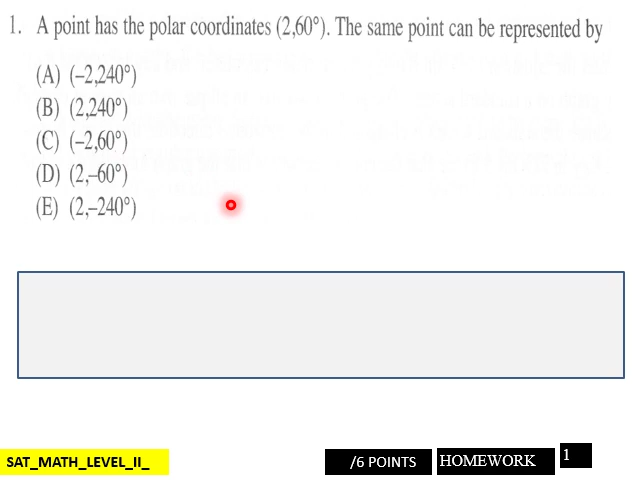 1. A point has the polar coordinates (2,60°). The same point can be represented by
(A) (–2,240°)
(B) (2,240°)
(C) (–2,60°)
(D) (2,–60°)
(E) (2,–240°)
SAT_MATH_LEVEL_II_
/6 POINTS
HOMEWORK
1